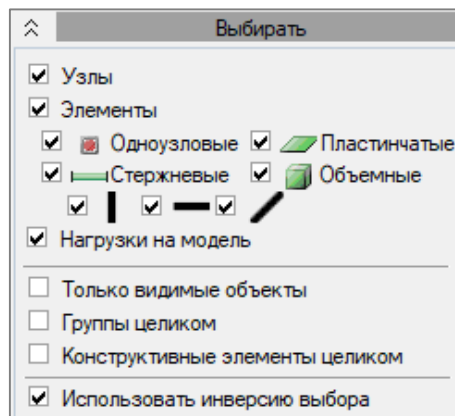 Выбирать
Узлы
Элементы
Одноузловые Пластинчатые
Стержневые Объемные
Нагрузки на модель
Только видимые объекты
Группы целиком
Конструктивные элементы целиком
Использовать инверсию выбора